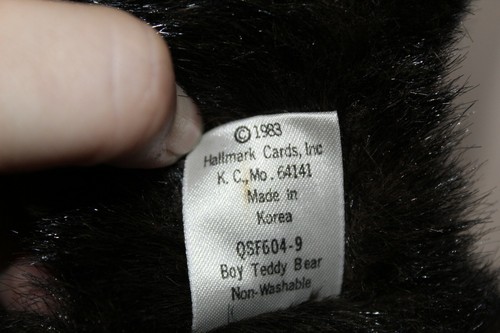 © 1983
Hallmark Cards, Inc
K. C., Mo. 64141
Made in
Korea
QSF604-9
Boy Teddy Bear
Non-Washable